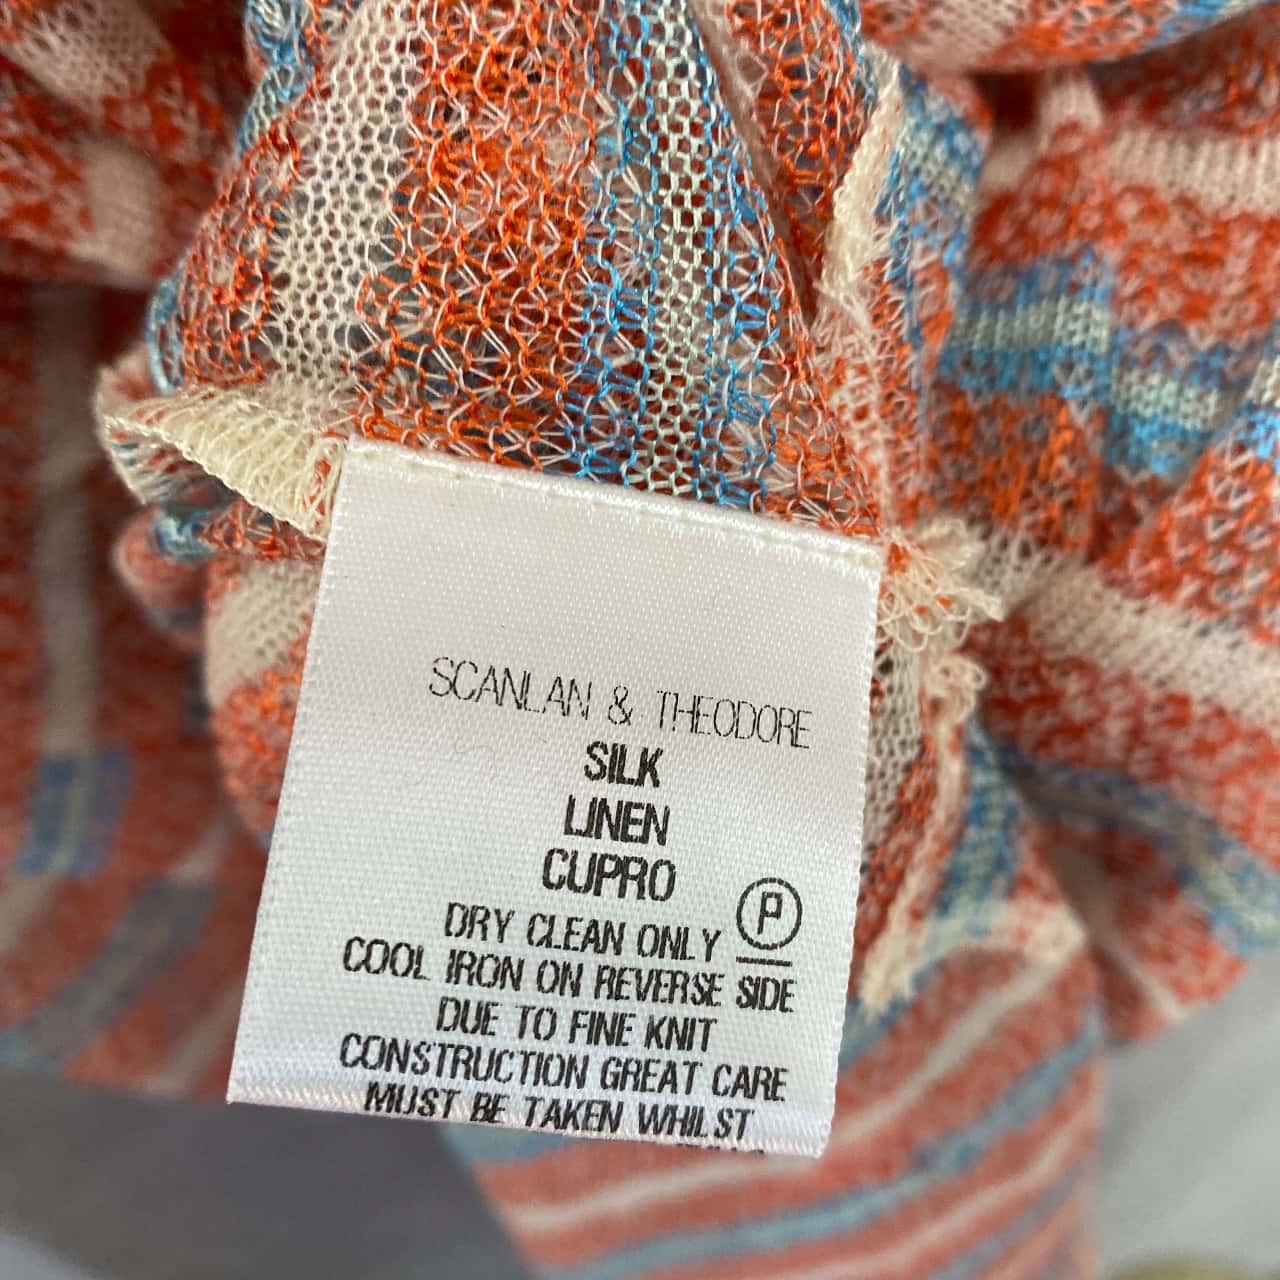 SCANLAN & THEODORE
SILK
LINEN
CUPRO
DRY CLEAN ONLY P
COOL IRON ON REVERSE SIDE
DUE TO FINE KNIT
CONSTRUCTION GREAT CARE
MUST BE TAKEN WHILST